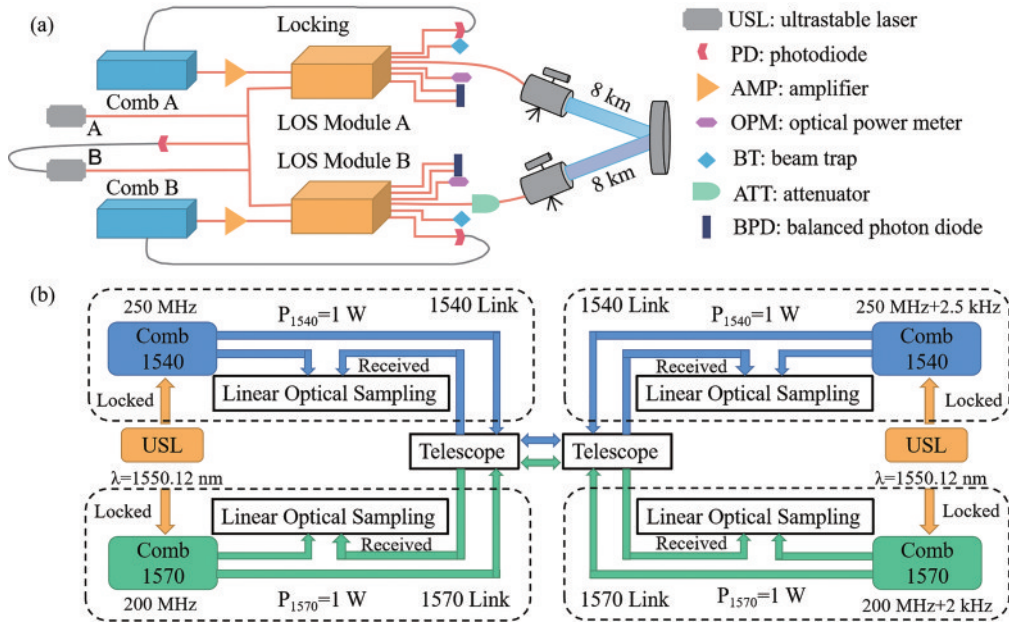 (a)
Locking
Comb A
LOS Module A
A
B
LOS Module B
Comb B
8 km
8 km
USL: ultrastable laser
PD: photodiode
AMP: amplifier
OPM: optical power meter
BT: beam trap
ATT: attenuator
BPD: balanced photon diode
(b)
250 MHz
P1540=1 W
1540 Link
Comb
1540
Received
Linear Optical Sampling
Locked
USL
λ=1550.12 nm
Locked
Linear Optical Sampling
Received
Comb
1570
200 MHz
P1570=1 W
1570 Link
Telescope
Telescope
1540 Link
P1540=1 W
250 MHz+2.5 kHz
Comb
1540
Received
Linear Optical Sampling
Locked
USL
λ=1550.12 nm
Locked
Linear Optical Sampling
Received
Comb
1570
1570 Link
P1570=1 W
200 MHz+2 kHz